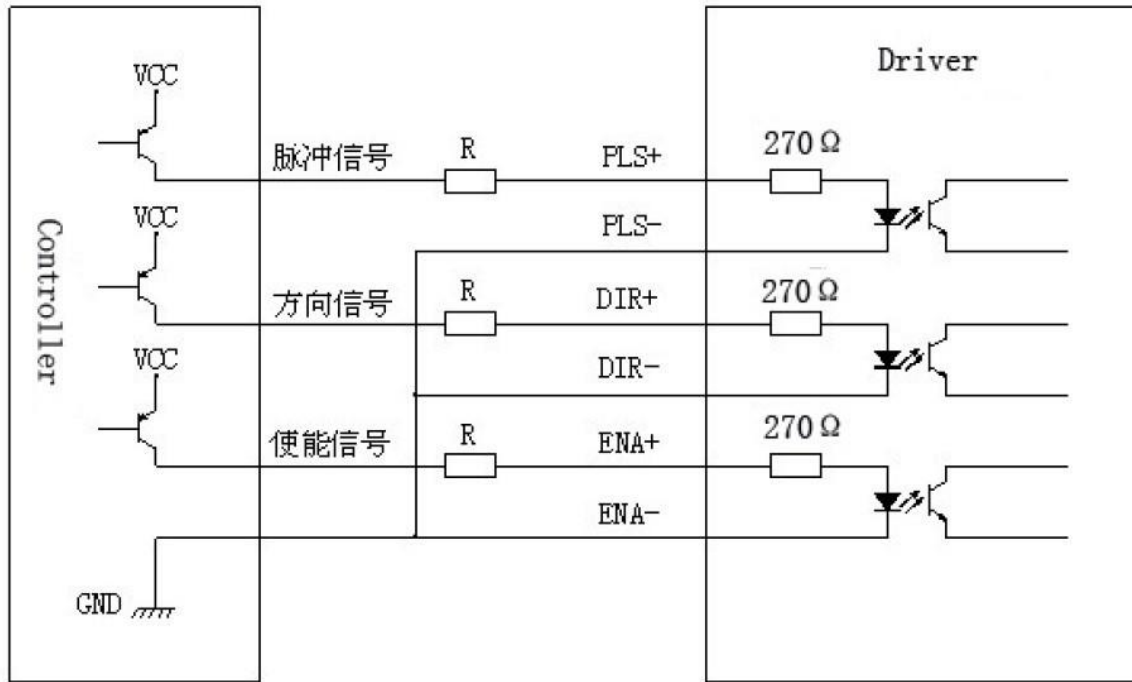 Driver
VCC
脉冲信号
R
PLS+
270Ω
PLS-
VCC
方向信号
R
DIR+
270Ω
DIR-
VCC
使能信号
R
ENA+
270Ω
ENA-
GND
Controller